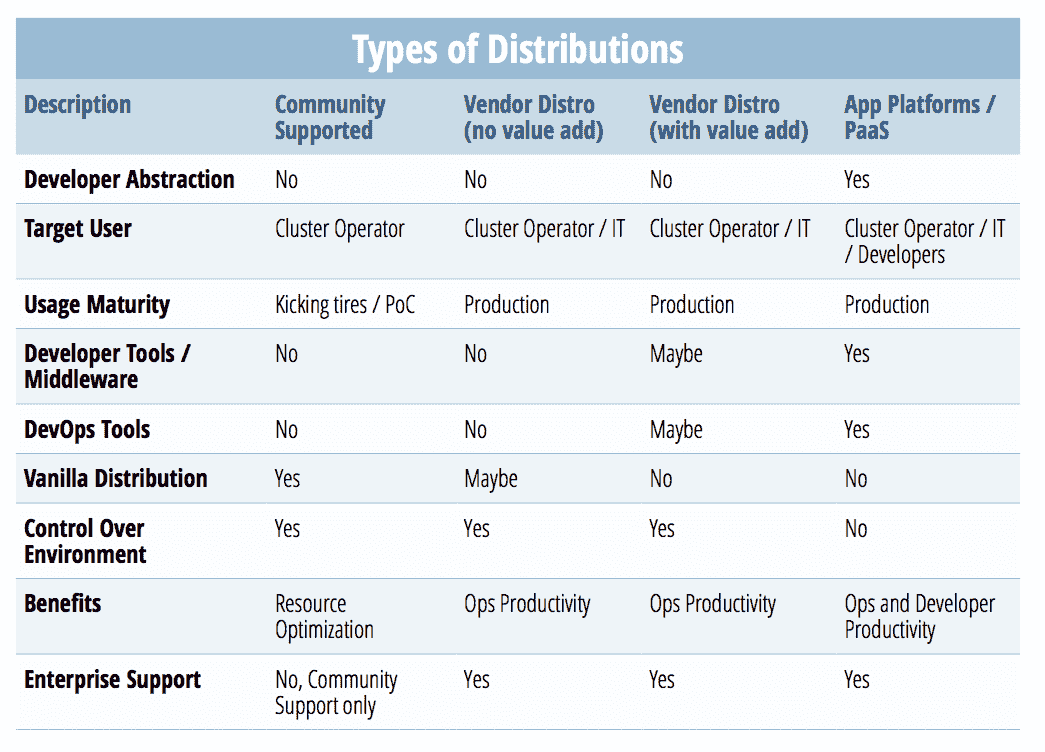 Types of Distributions
Description
Community Supported
Vendor Distro (no value add)
Vendor Distro (with value add)
App Platforms / PaaS
Developer Abstraction
No
No
No
Yes
Target User
Cluster Operator
Cluster Operator / IT
Cluster Operator / IT
Cluster Operator / IT / Developers
Usage Maturity
Kicking tires / PoC
Production
Production
Production
Developer Tools / Middleware
No
No
Maybe
Yes
DevOps Tools
No
No
Maybe
Yes
Vanilla Distribution
Yes
Maybe
No
No
Control Over Environment
Yes
Yes
Yes
No
Benefits
Resource Optimization
Ops Productivity
Ops Productivity
Ops and Developer Productivity
Enterprise Support
No, Community Support only
Yes
Yes
Yes